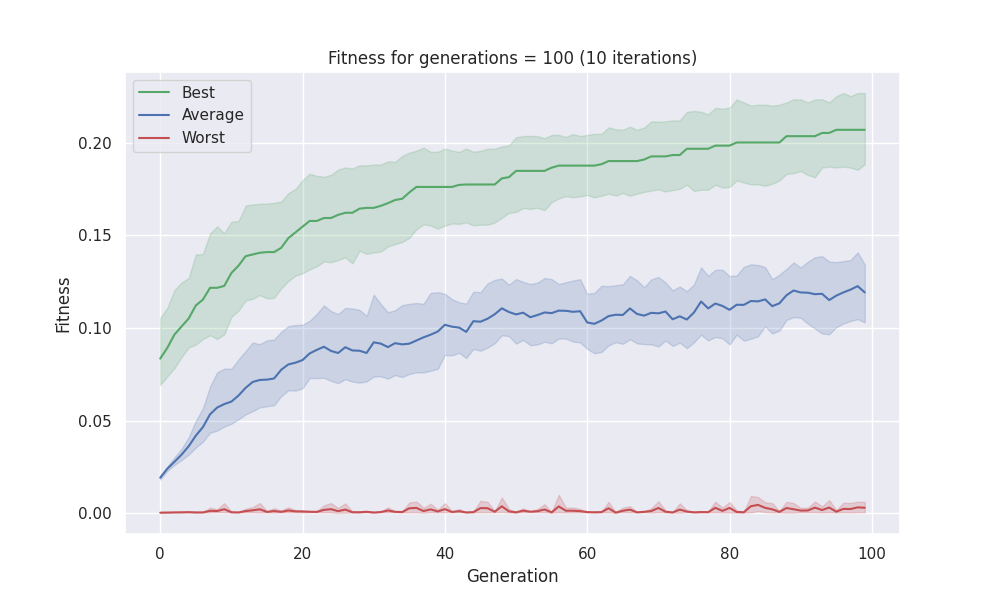 Fitness for generations = 100 (10 iterations)
Best
Average
Worst
Fitness
0.20
0.15
0.10
0.05
0.00
0 20 40 60 80 100
Generation